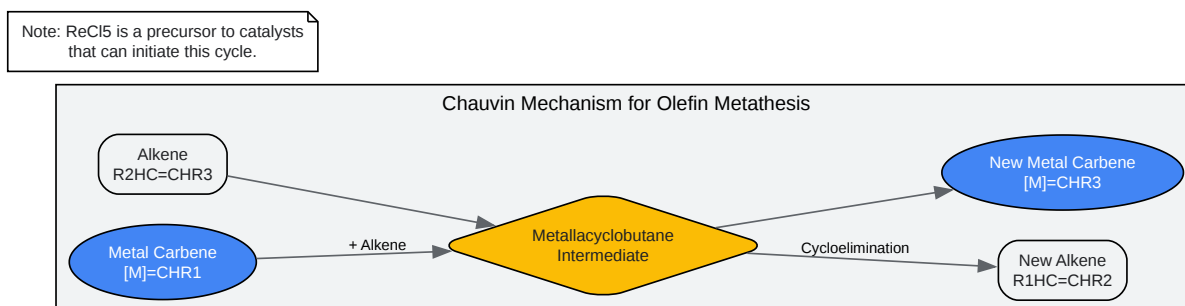 Note: ReCl5 is a precursor to catalysts
that can initiate this cycle.
Chauvin Mechanism for Olefin Metathesis
Alkene
R2HC=CHR3
Metal Carbene
[M]=CHR1
+ Alkene
Metallacyclobutane
Intermediate
New Metal Carbene
[M]=CHR3
Cycloelimination
New Alkene
R1HC=CHR2